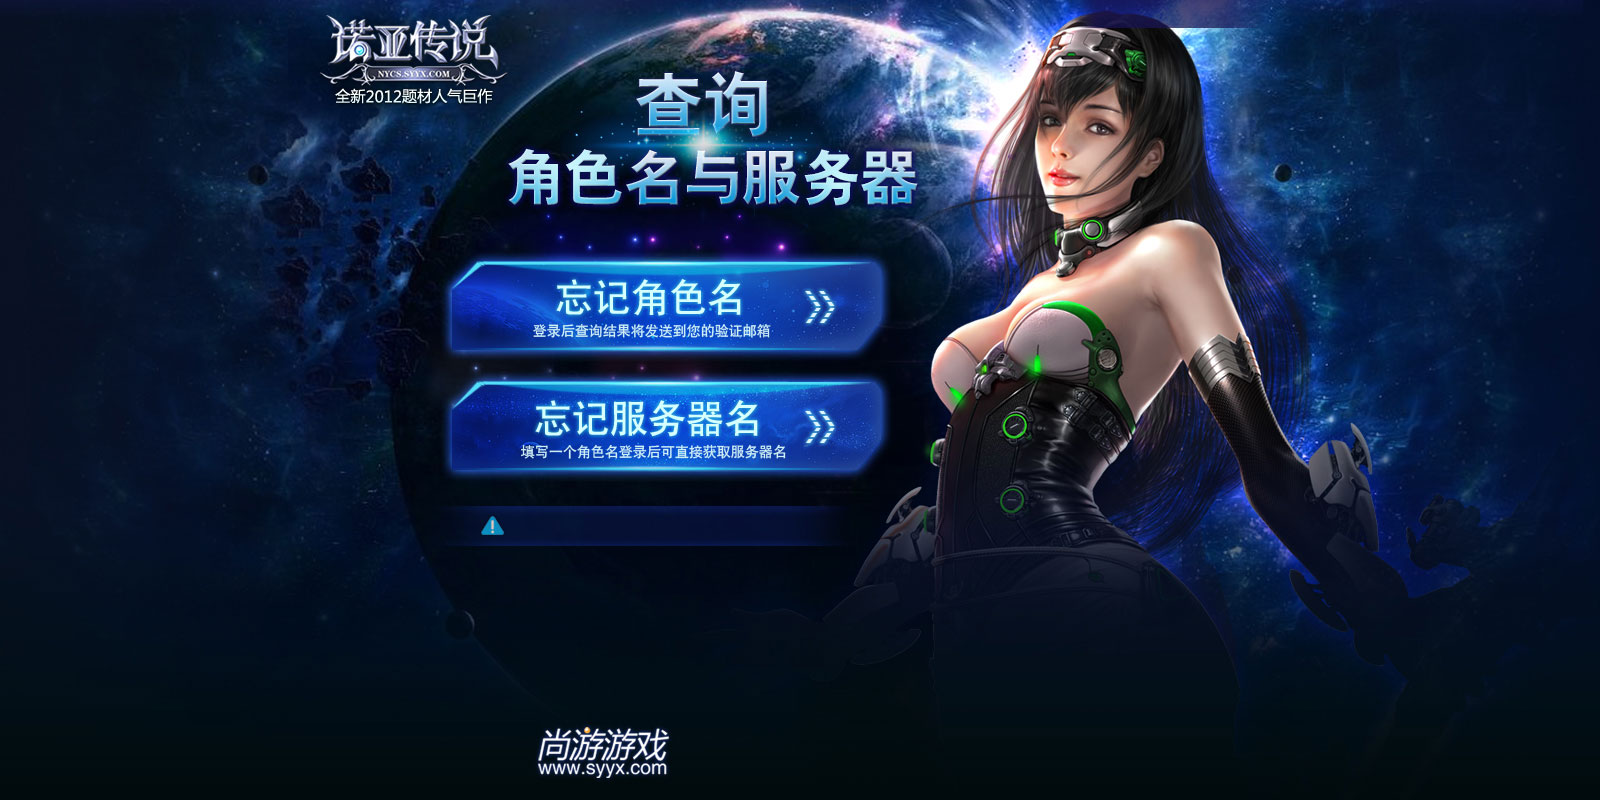 诺亚传说
NYCS.SYYX.COM
全新2012题材人气巨作
查询
角色名与服务器
忘记角色名
登录后查询结果将发送到您的验证邮箱
忘记服务器名
填写一个角色名登录后可直接获取服务器名
尚游游戏
www.syyx.com